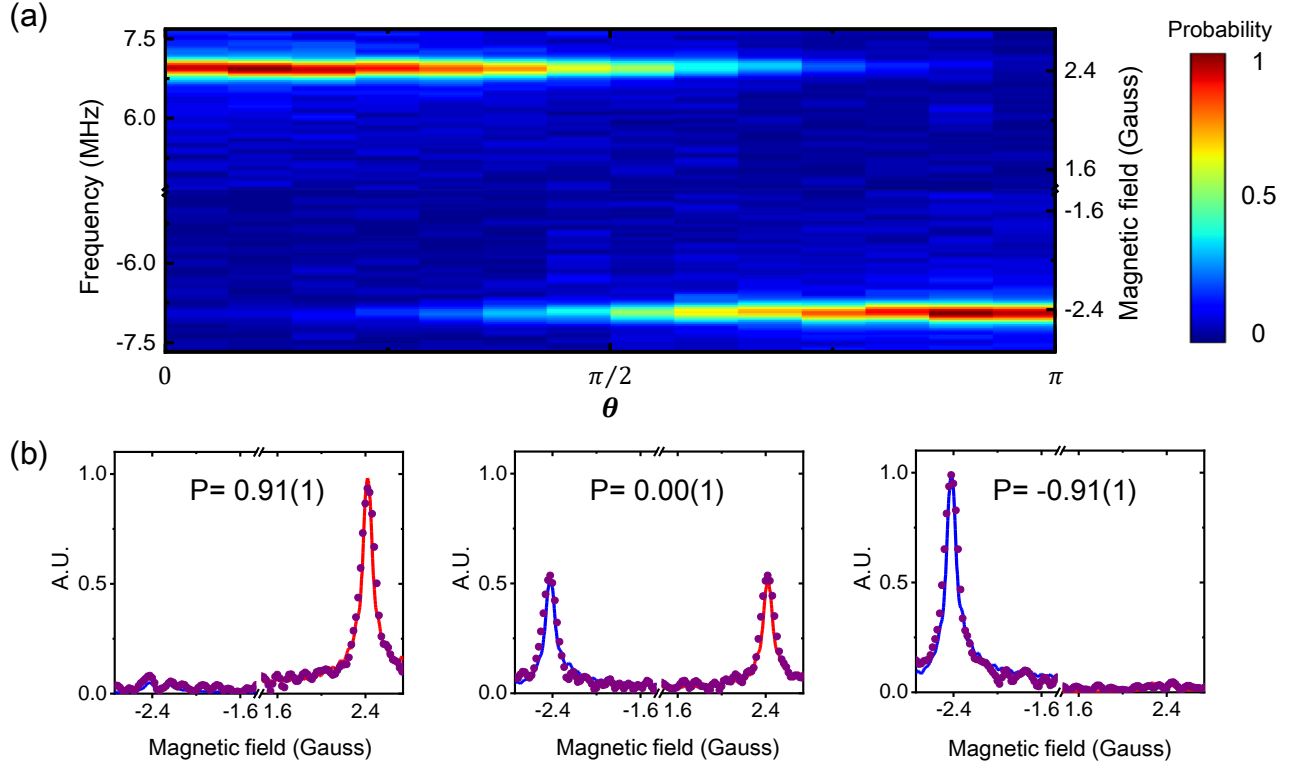 (a)
Probability
7.5
6.0
-6.0
-7.5
Frequency (MHz)
2.4
1.6
-1.6
-2.4
Magnetic field (Gauss)
1
0.5
0
0
π/2
π
θ
(b)
P= 0.91(1)
1.0
0.5
0.0
A.U.
-2.4
-1.6
1.6
2.4
Magnetic field (Gauss)
P= 0.00(1)
1.0
0.5
0.0
A.U.
-2.4
-1.6
1.6
2.4
Magnetic field (Gauss)
P= -0.91(1)
1.0
0.5
0.0
A.U.
-2.4
-1.6
1.6
2.4
Magnetic field (Gauss)